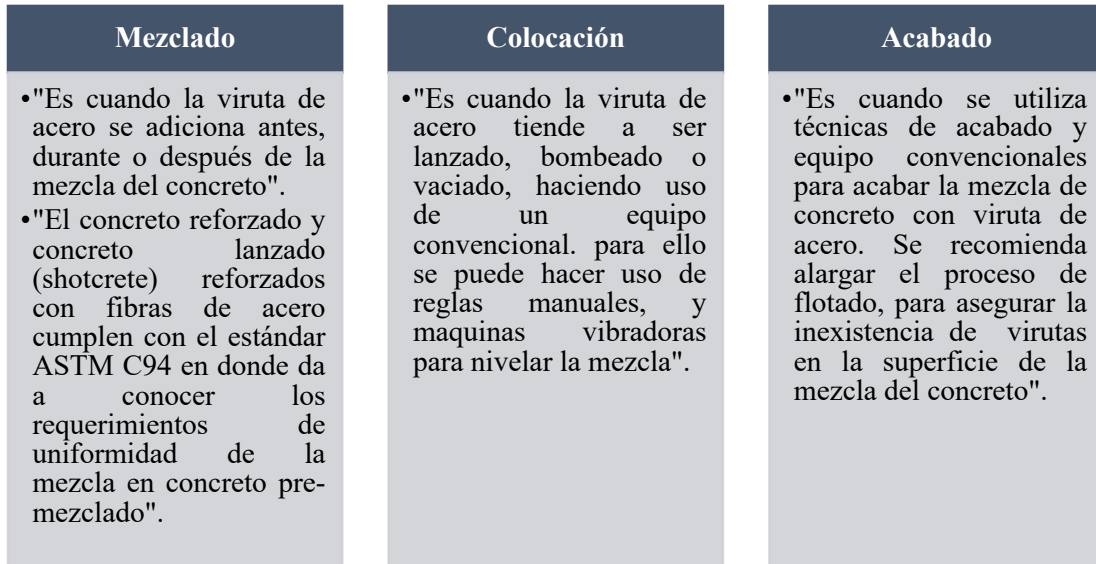 Mezclado
•"Es cuando la viruta de
acero se adiciona antes,
durante o después de la
mezcla del concreto".
•"El concreto reforzado y
concreto lanzado
(shotcrete) reforzados
con fibras de acero
cumplen con el estándar
ASTM C94 en donde da
a conocer los
requerimientos de
uniformidad de la
mezcla en concreto pre-
mezclado".
Colocación
•"Es cuando la viruta de
acero tiende a ser
lanzado, bombeado o
vaciado, haciendo uso
de un equipo
convencional. para ello
se puede hacer uso de
reglas manuales, y
maquinas vibradoras
para nivelar la mezcla".
Acabado
•"Es cuando se utiliza
técnicas de acabado y
equipo convencionales
para acabar la mezcla de
concreto con viruta de
acero. Se recomienda
alargar el proceso de
flotado, para asegurar la
inexistencia de virutas
en la superficie de la
mezcla del concreto".